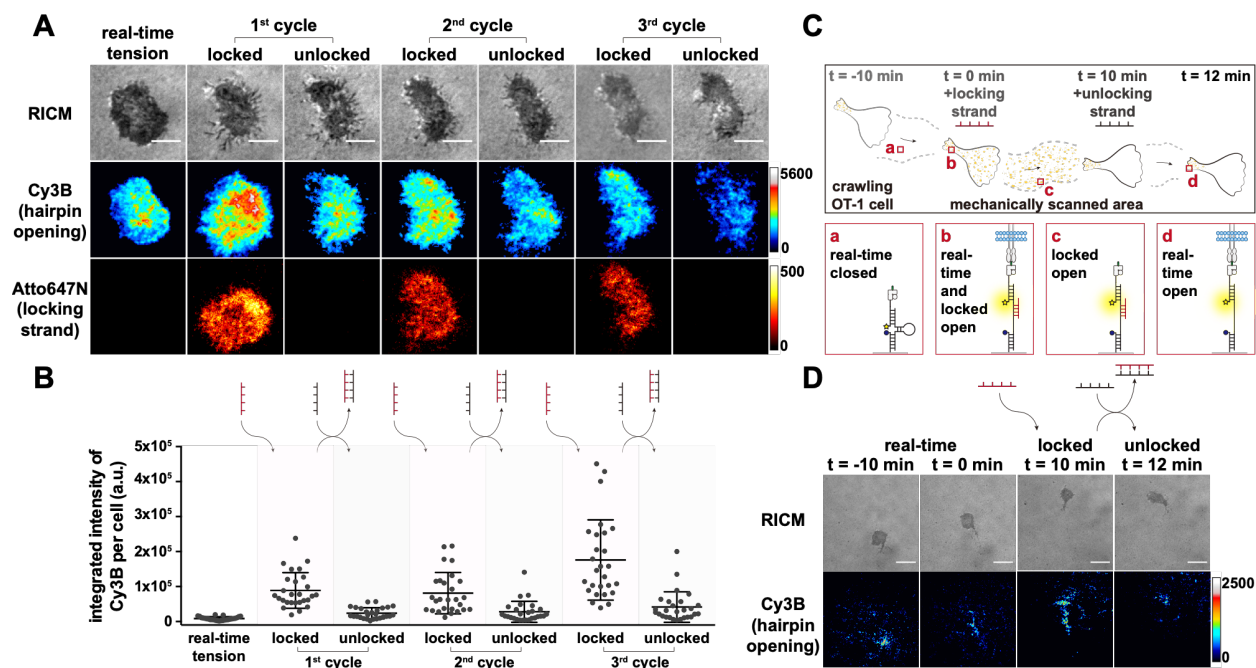 A
real-time
tension
1st cycle
locked
unlocked
2nd cycle
locked
unlocked
3rd cycle
locked
unlocked
RICM
Cy3B
(hairpin
opening)
5600
0
Atto647N
(locking
strand)
500
0
B
integrated intensity of
Cy3B per cell (a.u.)
5x10⁵
4x10⁵
3x10⁵
2x10⁵
1x10⁵
0
real-time
tension
locked
unlocked
1st cycle
locked
unlocked
2nd cycle
locked
unlocked
3rd cycle
C
t = -10 min
t = 0 min
+locking
strand
t = 10 min
+unlocking
strand
t = 12 min
a
b
c
d
crawling
OT-1 cell
mechanically scanned area
a
real-time
closed
b
real-
time
and
locked
open
c
locked
open
d
real-
time
open
D
real-time
locked
unlocked
t = -10 min
t = 0 min
t = 10 min
t = 12 min
RICM
Cy3B
(hairpin
opening)
2500
0